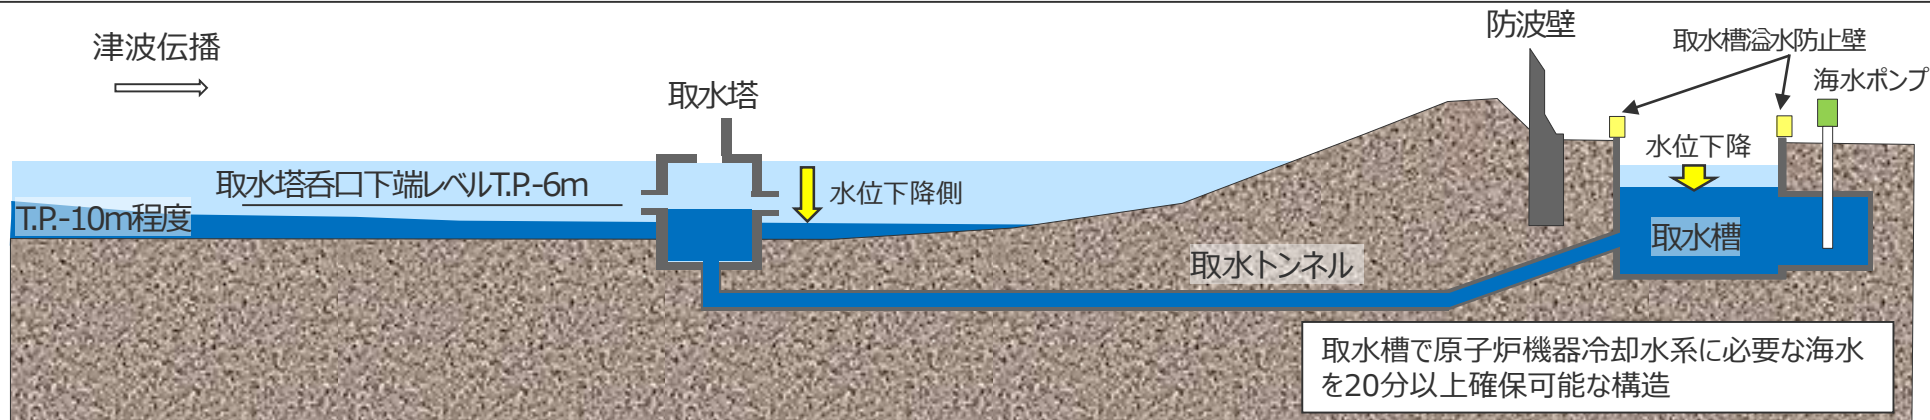 防波壁
津波伝播
取水槽溢水防止壁
取水塔
海水ポンプ
水位下降
取水塔呑口下端レベルT.P.-6m
水位下降側
T.P.-10m程度
取水槽
取水トンネル
取水槽で原子炉機器冷却水系に必要な海水
を20分以上確保可能な構造